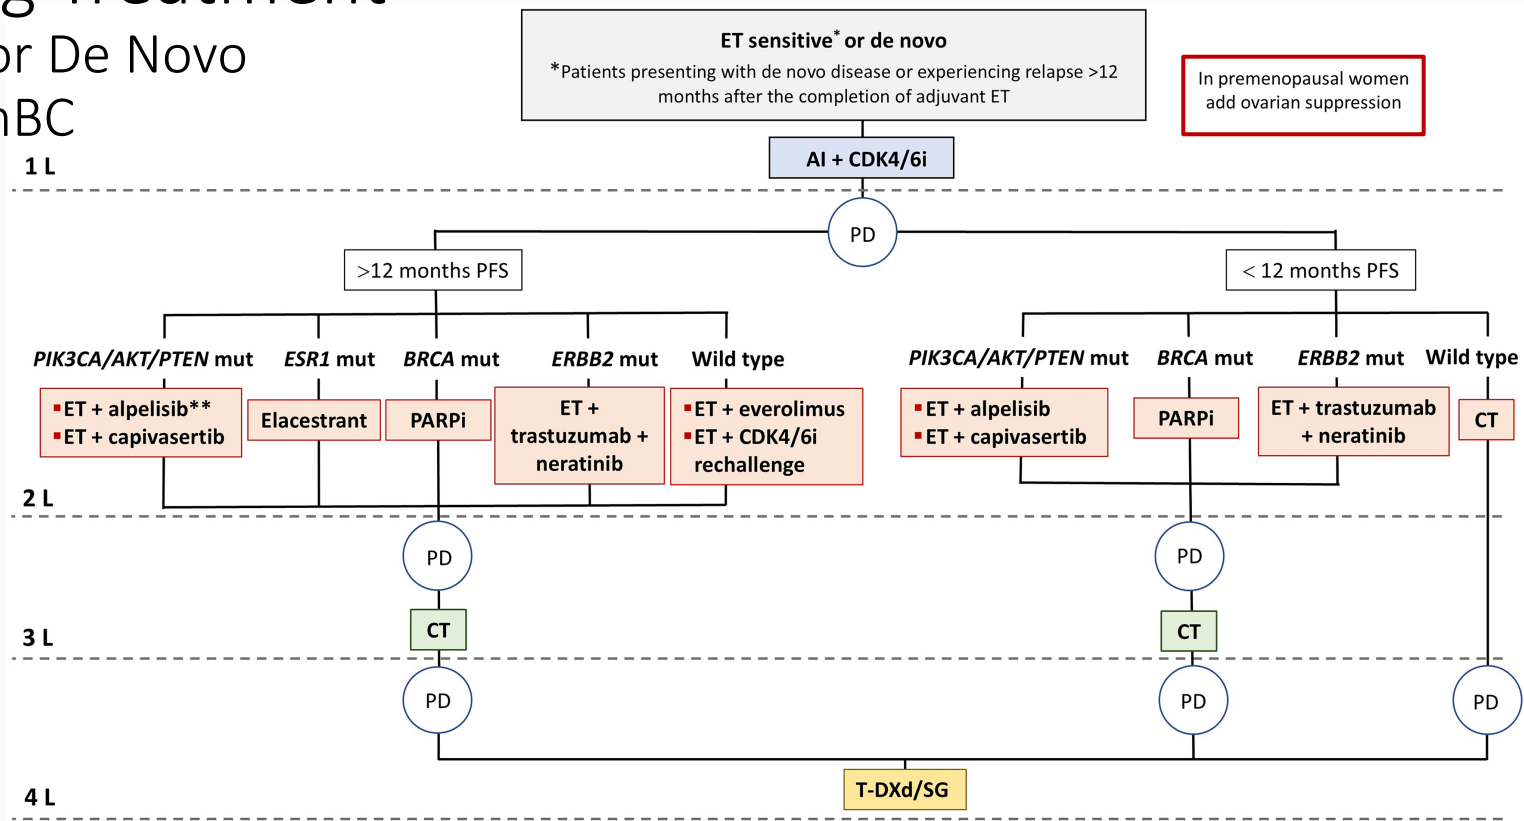 Treatment
or De Novo
BC
ET sensitive* or de novo
*Patients presenting with de novo disease or experiencing relapse >12
months after the completion of adjuvant ET
In premenopausal women
add ovarian suppression
AI + CDK4/6i
1 L
PD
>12 months PFS
< 12 months PFS
PIK3CA/AKT/PTEN mut
ESR1 mut
BRCA mut
ERBB2 mut
Wild type
PIK3CA/AKT/PTEN mut
BRCA mut
ERBB2 mut
Wild type
▪ET + alpelisib**
▪ET + capivasertib
Elacestrant
PARPi
ET +
trastuzumab +
neratinib
▪ET + everolimus
▪ET + CDK4/6i
rechallenge
▪ET + alpelisib
▪ET + capivasertib
PARPi
ET + trastuzumab
+ neratinib
CT
2 L
PD
PD
CT
CT
3 L
PD
PD
PD
T-DXd/SG
4 L